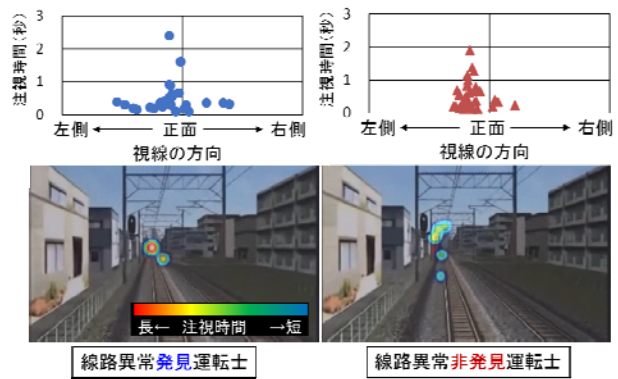 注視時間(秒)
3
2
1
0
左側 ← 正面 → 右側
視線の方向
注視時間(秒)
3
2
1
0
左側 ← 正面 → 右側
視線の方向
長← 注視時間 →短
線路異常発見運転士
線路異常非発見運転士